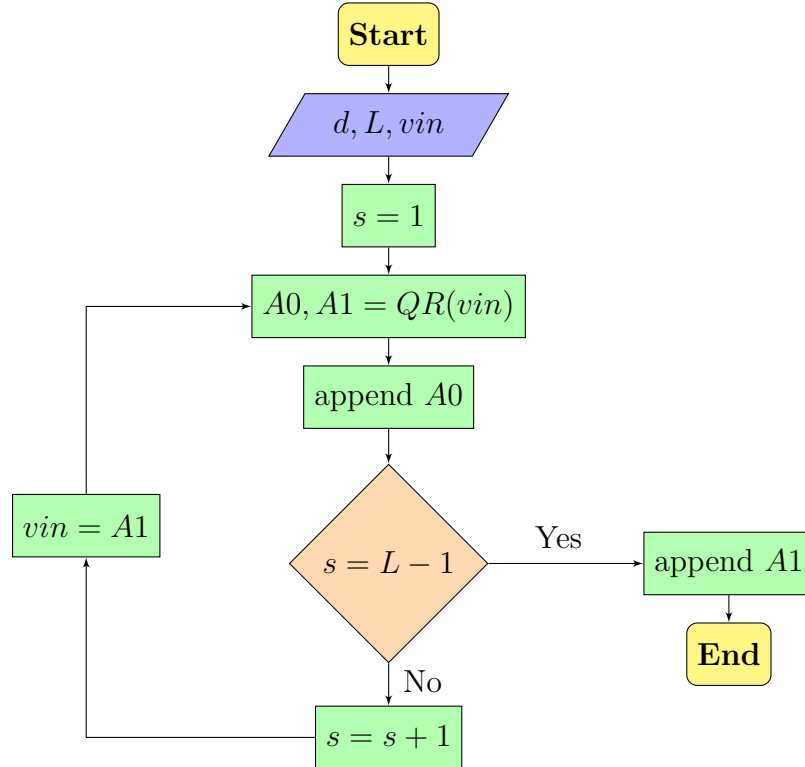 Start
d, L, vin
s = 1
A0, A1 = QR(vin)
append A0
vin = A1
s = L − 1
Yes
append A1
End
No
s = s + 1